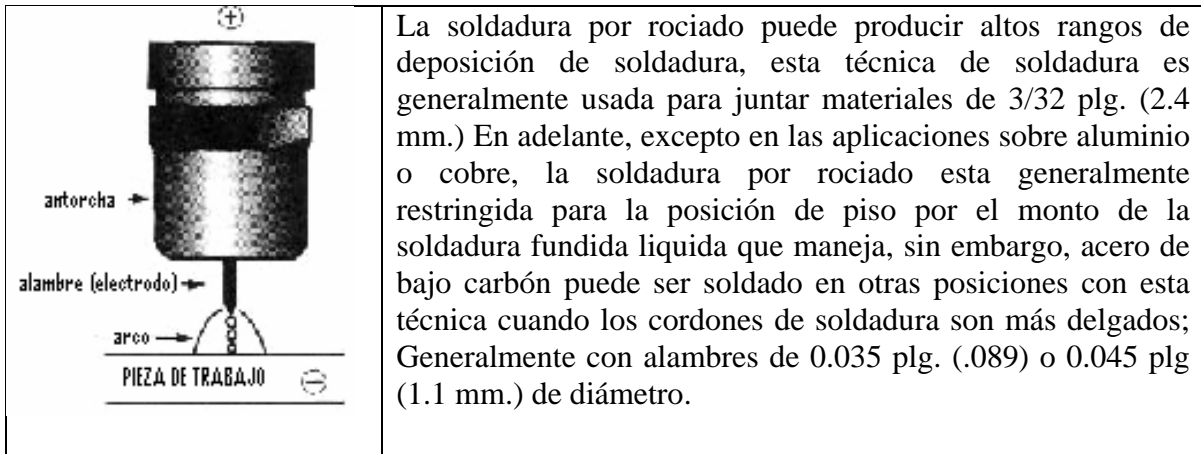 +
antorcha
alambre (electrodo)
arco
PIEZA DE TRABAJO −
La soldadura por rociado puede producir altos rangos de
deposición de soldadura, esta técnica de soldadura es
generalmente usada para juntar materiales de 3/32 plg. (2.4
mm.) En adelante, excepto en las aplicaciones sobre aluminio
o cobre, la soldadura por rociado esta generalmente
restringida para la posición de piso por el monto de la
soldadura fundida liquida que maneja, sin embargo, acero de
bajo carbón puede ser soldado en otras posiciones con esta
técnica cuando los cordones de soldadura son más delgados;
Generalmente con alambres de 0.035 plg. (.089) o 0.045 plg
(1.1 mm.) de diámetro.